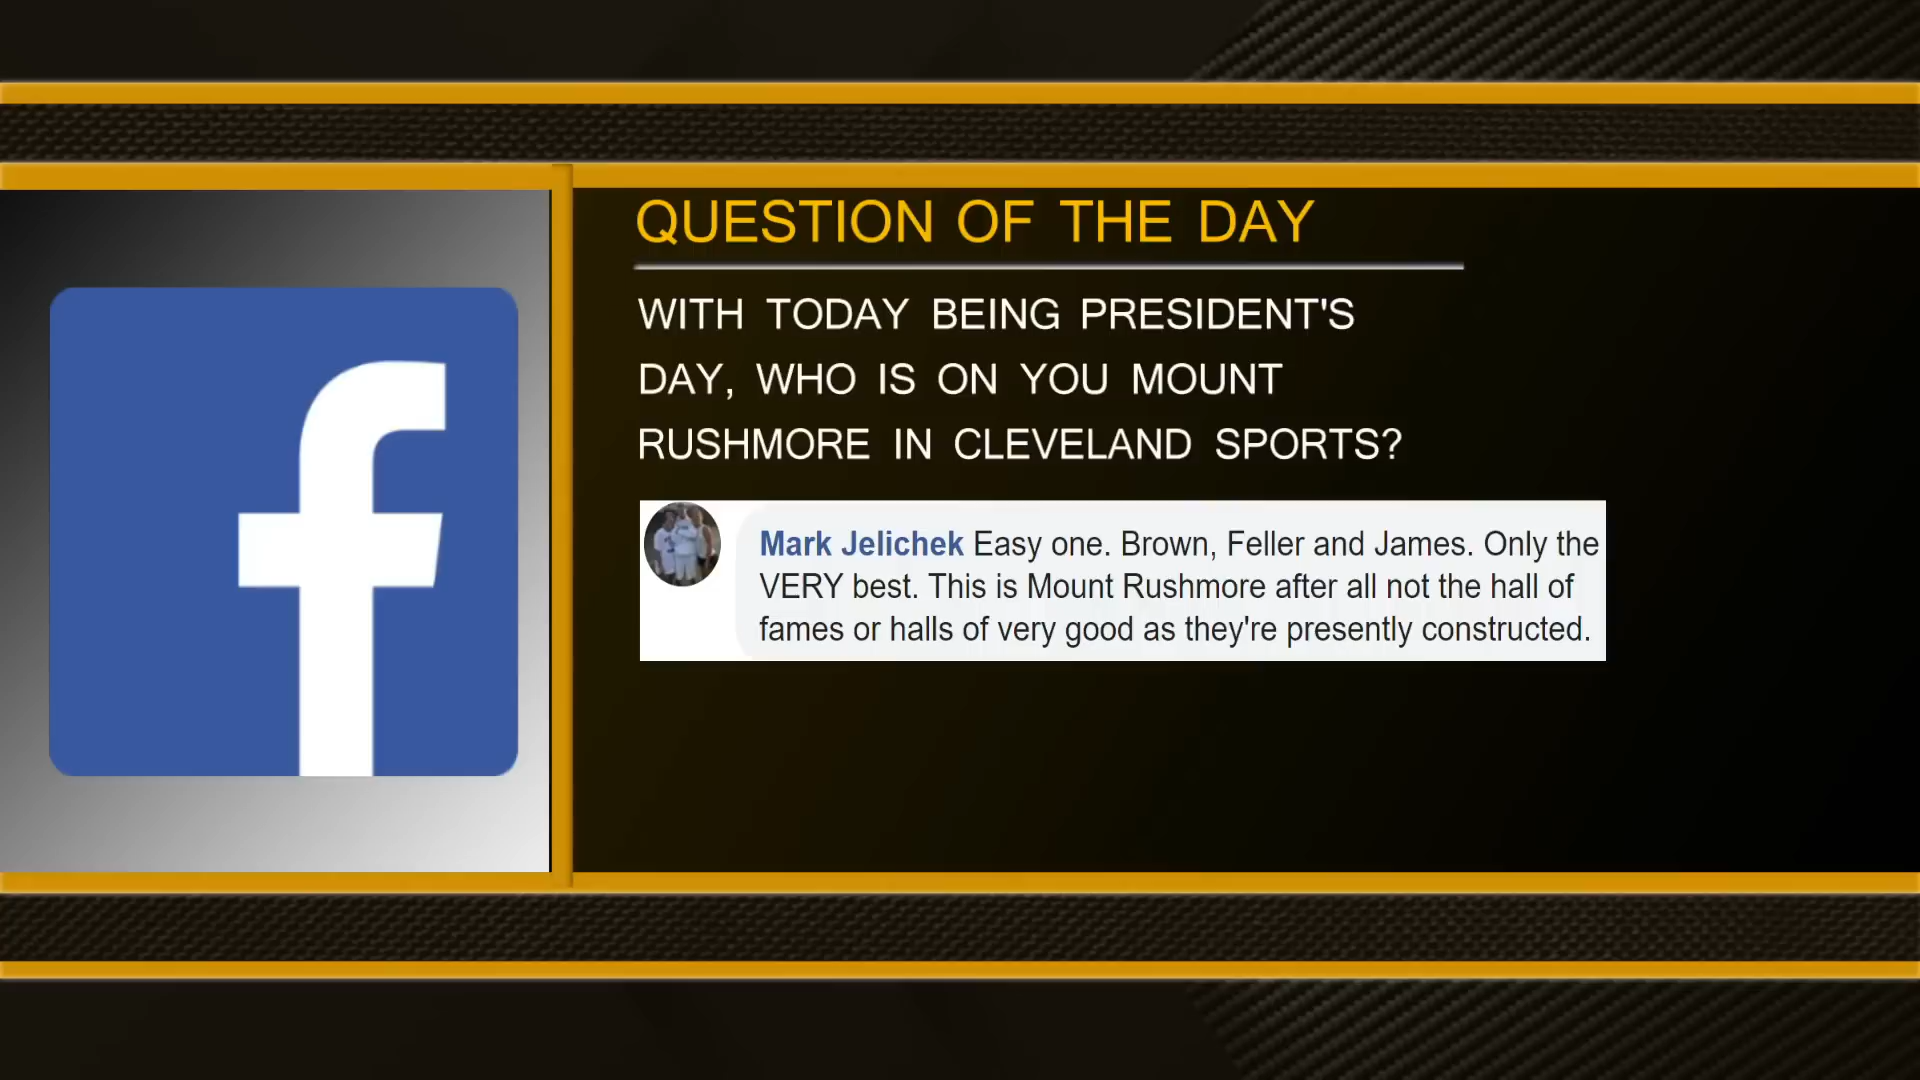 QUESTION OF THE DAY
WITH TODAY BEING PRESIDENT'S
DAY, WHO IS ON YOU MOUNT
RUSHMORE IN CLEVELAND SPORTS?
Mark Jelichek Easy one. Brown, Feller and James. Only the
VERY best. This is Mount Rushmore after all not the hall of
fames or halls of very good as they're presently constructed.